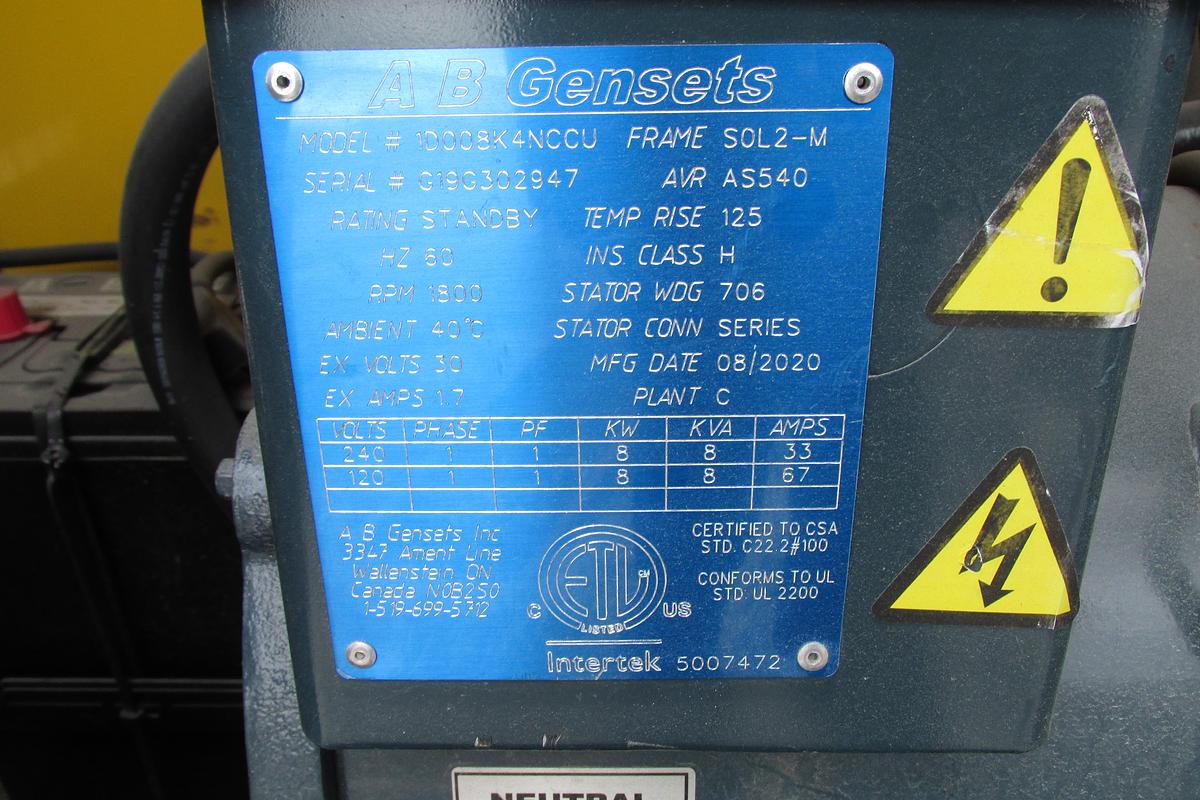 A B Gensets
MODEL # 1D008K4NCCU FRAME S0L2-M
SERIAL # G19G302947 AVR AS540
RATING STANDBY TEMP RISE 125
HZ 60 INS CLASS H
RPM 1800 STATOR WDG 706
AMBIENT 40°C STATOR CONN SERIES
EX VOLTS 30 MFG DATE 08/2020
EX AMPS 1.7 PLANT C
VOLTS PHASE PF KW KVA AMPS
240 1 1 8 8 33
120 1 1 8 8 67
A B Gensets Inc
3347 Ament Line
Wallenstein ON
Canada N0B2S0
1-519-699-5712
C ETL CM US
LISTED
Intertek 5007472
CERTIFIED TO CSA
STD. C22.2#100
CONFORMS TO UL
STD: UL 2200
NEUTRAL